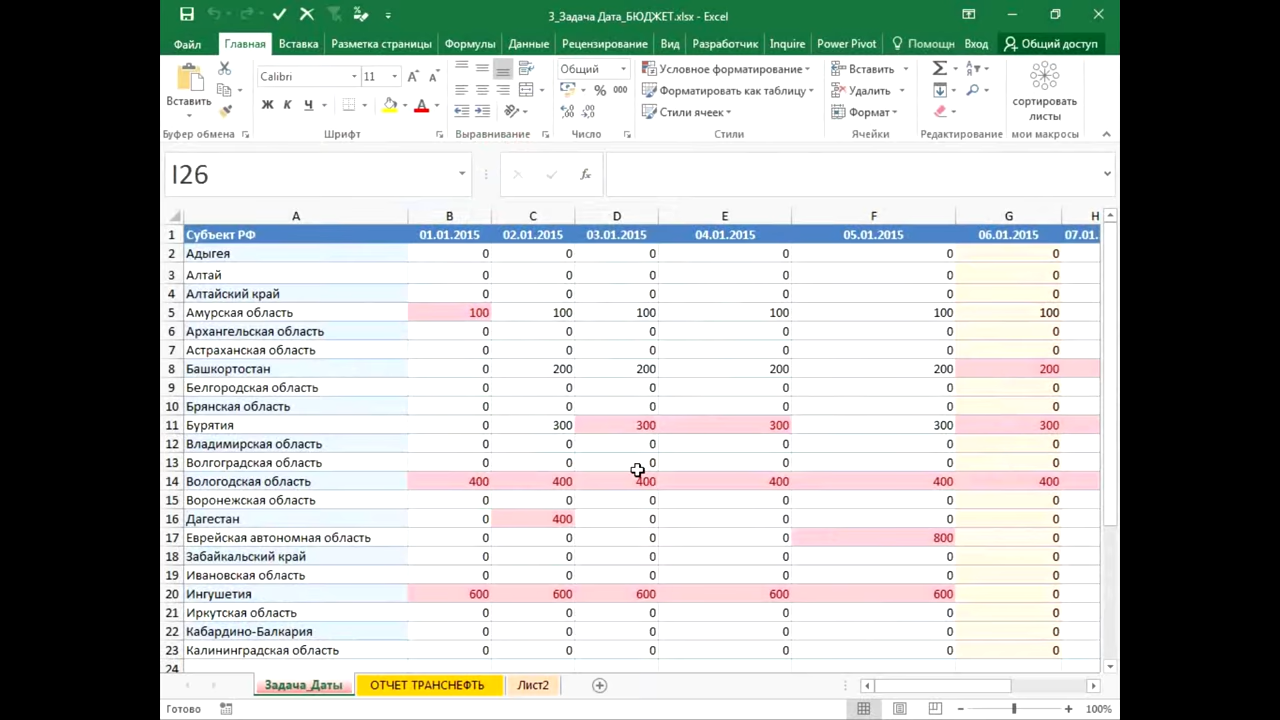 3_Задача Дата_БЮДЖЕТ.xlsx - Excel
Файл Главная Вставка Разметка страницы Формулы Данные Рецензирование Вид Разработчик Inquire Power Pivot Помощн Вход Общий доступ
Вставить
Calibri 11
Ж К Ч
Общий
% 000
Условное форматирование
Форматировать как таблицу
Стили ячеек
Вставить
Удалить
Формат
сортировать
листы
Буфер обмена Шрифт Выравнивание Число Стили Ячейки Редактирование мои макросы
I26
A B C D E F G H
1 Субъект РФ 01.01.2015 02.01.2015 03.01.2015 04.01.2015 05.01.2015 06.01.2015 07.01.
2 Адыгея 0 0 0 0 0 0
3 Алтай 0 0 0 0 0 0
4 Алтайский край 0 0 0 0 0 0
5 Амурская область 100 100 100 100 100 100
6 Архангельская область 0 0 0 0 0 0
7 Астраханская область 0 0 0 0 0 0
8 Башкортостан 0 200 200 200 200 200
9 Белгородская область 0 0 0 0 0 0
10 Брянская область 0 0 0 0 0 0
11 Бурятия 0 300 300 300 300 300
12 Владимирская область 0 0 0 0 0 0
13 Волгоградская область 0 0 0 0 0 0
14 Вологодская область 400 400 400 400 400 400
15 Воронежская область 0 0 0 0 0 0
16 Дагестан 0 400 0 0 0 0
17 Еврейская автономная область 0 0 0 0 800 0
18 Забайкальский край 0 0 0 0 0 0
19 Ивановская область 0 0 0 0 0 0
20 Ингушетия 600 600 600 600 600 0
21 Иркутская область 0 0 0 0 0 0
22 Кабардино-Балкария 0 0 0 0 0 0
23 Калининградская область 0 0 0 0 0 0
24
Задача_Даты ОТЧЕТ ТРАНСНЕФТЬ Лист2
Готово 100%